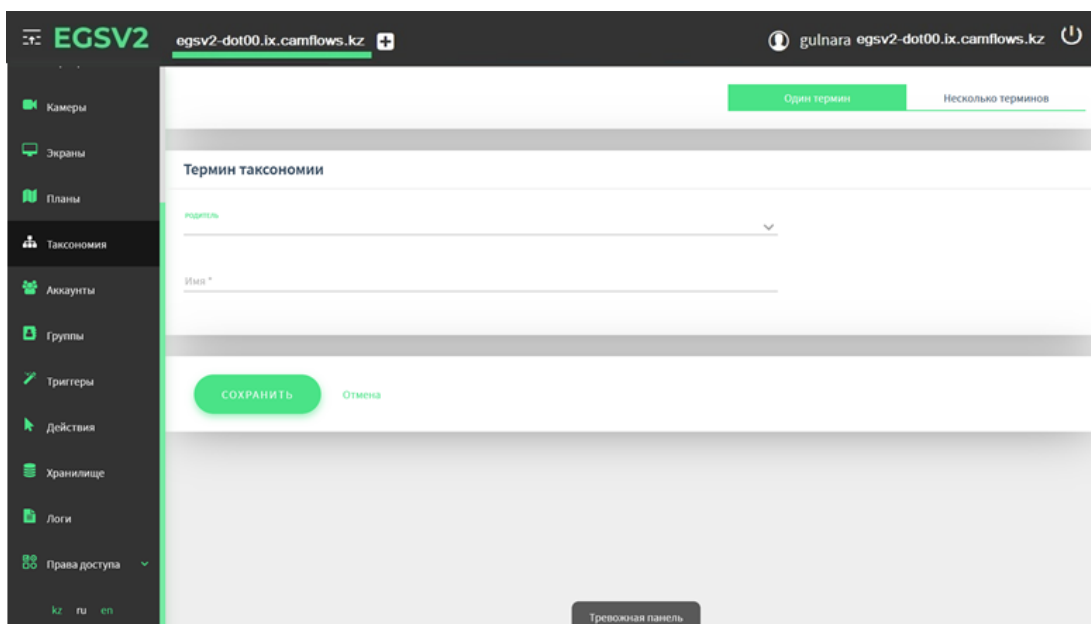 EGSV2
egsv2-dot00.ix.camflows.kz
gulnara egsv2-dot00.ix.camflows.kz
Камеры
Экраны
Планы
Таксономия
Аккаунты
Группы
Триггеры
Действия
Хранилище
Логи
Права доступа
kz ru en
Один термин
Несколько терминов
Термин таксономии
РОДИТЕЛЬ
Имя *
СОХРАНИТЬ
Отмена
Тревожная панель